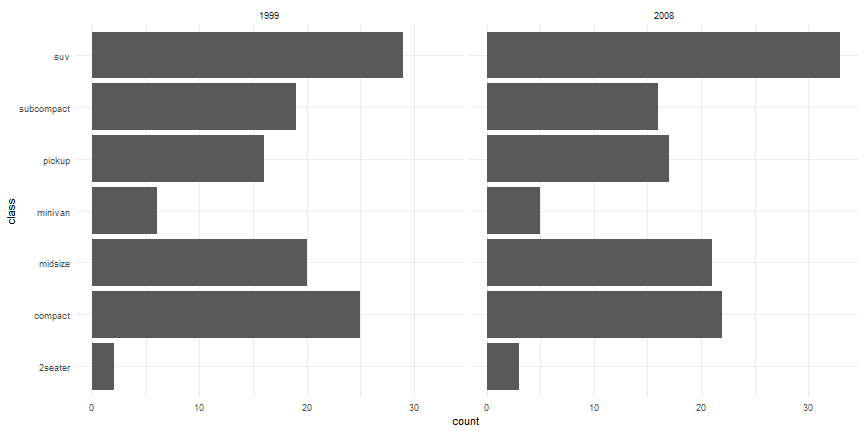 1999
2008
suv
subcompact
pickup
minivan
midsize
compact
2seater
class
0
10
20
30
0
10
20
30
count